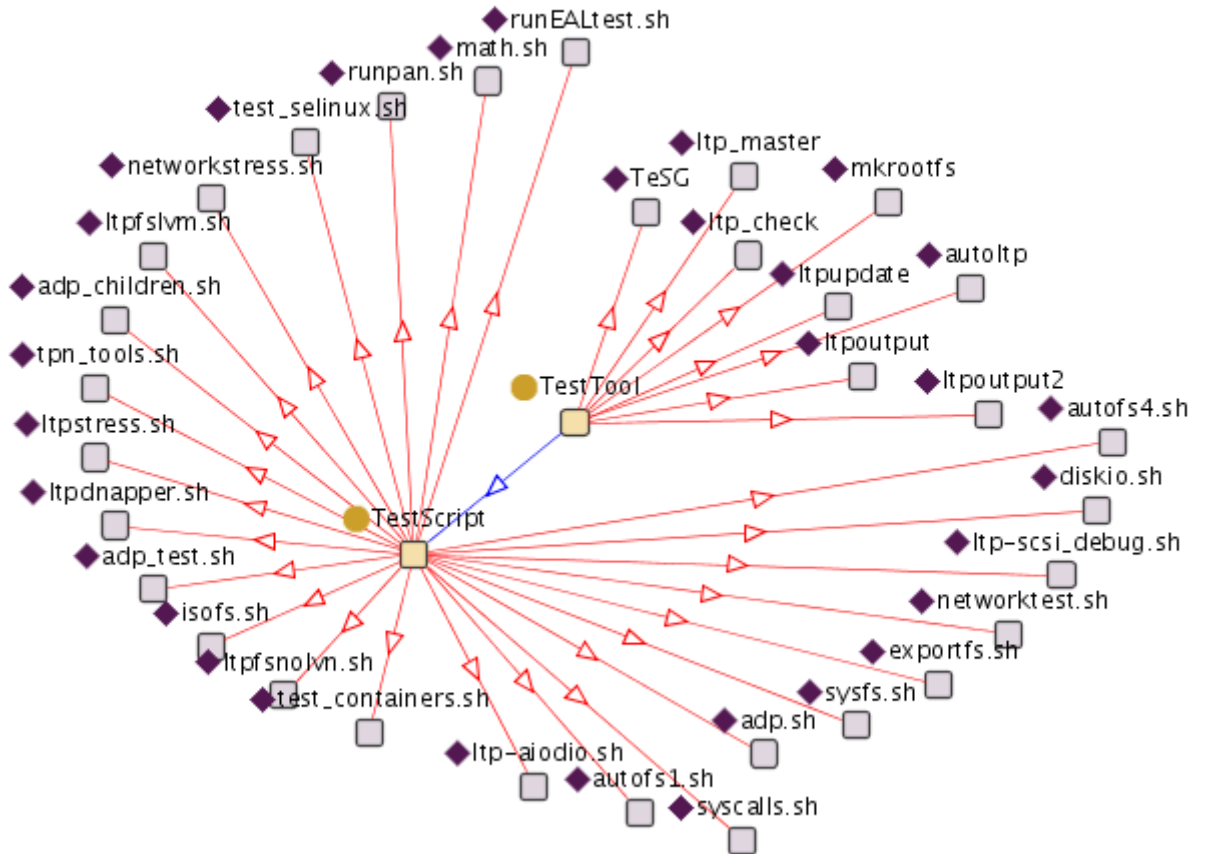 runEALtest.sh
math.sh
runpan.sh
test_selinux.sh
ltp_master
networkstress.sh
mkrootfs
TeSG
ltpfslvm.sh
ltp_check
autoltp
ltpupdate
adp_children.sh
ltpoutput
tpn_tools.sh
ltpoutput2
TestTool
autofs4.sh
ltpstress.sh
diskio.sh
ltpdnapper.sh
TestScript
ltp-scsi_debug.sh
adp_test.sh
networktest.sh
isofs.sh
exportfs.sh
ltpfsnolvn.sh
sysfs.sh
test_containers.sh
adp.sh
ltp-aiodio.sh
autofs1.sh
syscalls.sh